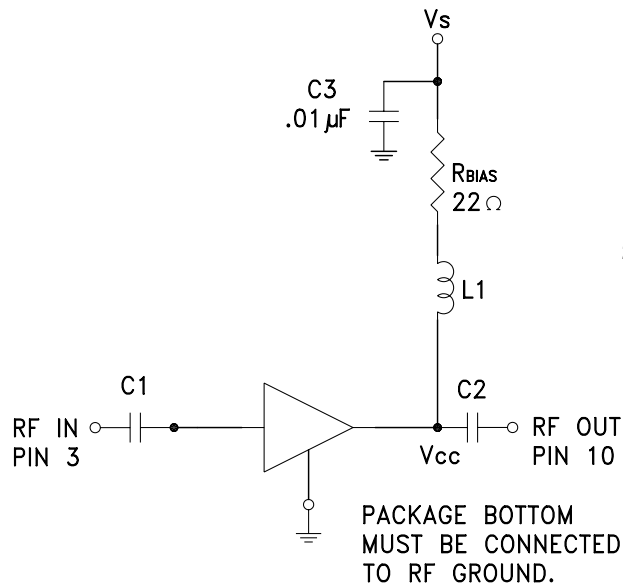 Vs
C3
.01µF
RBIAS
22Ω
L1
C1
C2
RF IN
PIN 3
Vcc
RF OUT
PIN 10
PACKAGE BOTTOM
MUST BE CONNECTED
TO RF GROUND.